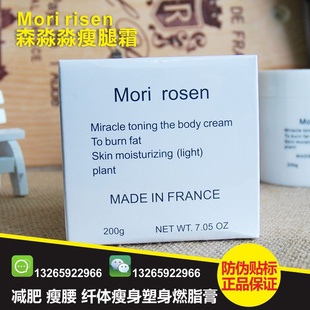 Mori risen
森淼淼瘦腿霜
Mori rosen
Miracle toning the body cream
To burn fat
Skin moisturizing (light)
plant
MADE IN FRANCE
200g NET WT. 7.05 OZ
200g
13265922966 13265922966
防伪贴标
正品保证
减肥 瘦腰 纤体瘦身塑身燃脂膏